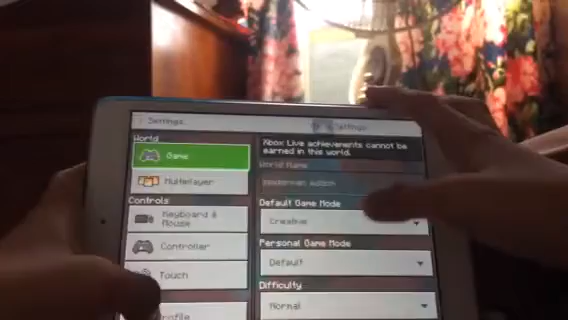 Settings
Settings
World
Game
Multiplayer
Controls
Keyboard &
Mouse
Controller
Touch
Profile
Xbox Live achievements cannot be
earned in this world.
World Name
Default Game Mode
Creative
Personal Game Mode
Default
Difficulty
Normal